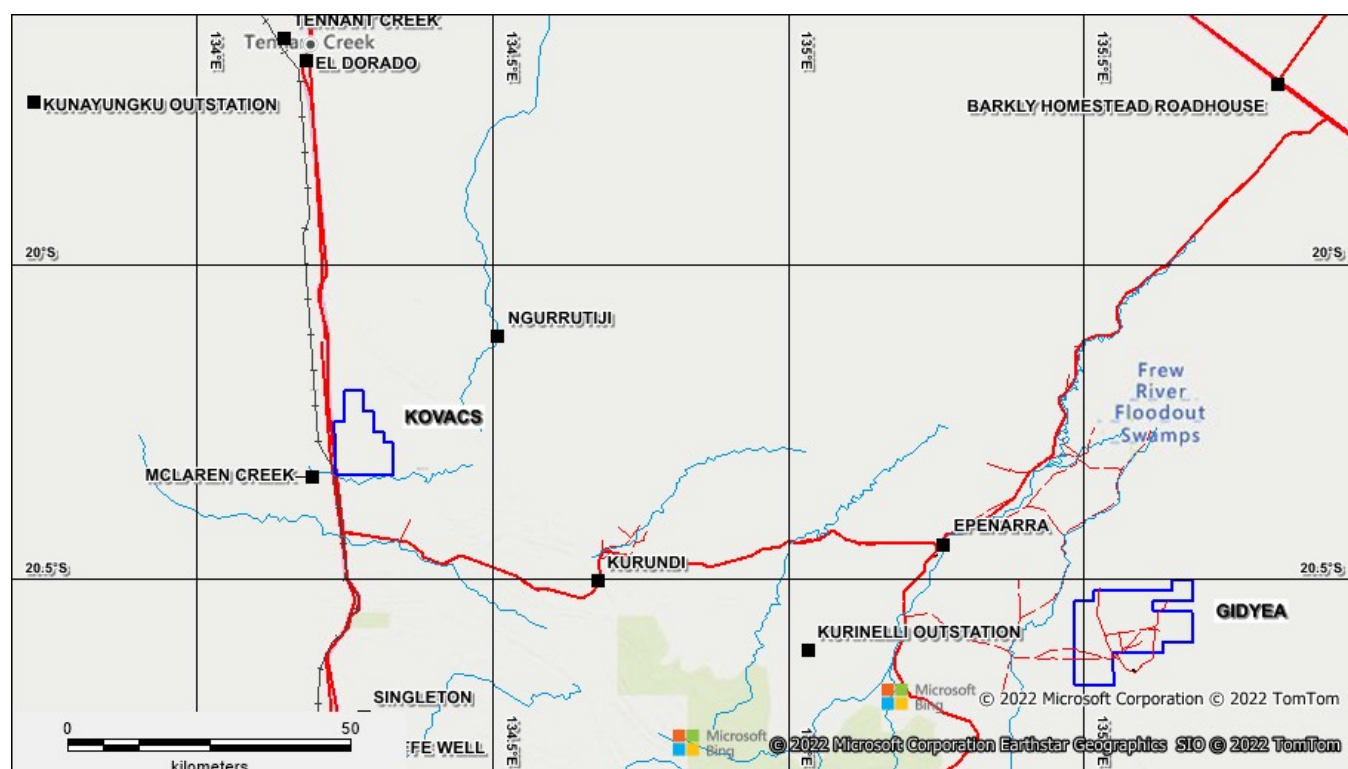 TENNANT CREEK
Tennant Creek
EL DORADO
134°E
134.5°E
135°E
135.5°E
KUNAYUNGKU OUTSTATION
BARKLY HOMESTEAD ROADHOUSE
20°S
20°S
NGURRUTIJI
KOVACS
Frew
River
Floodout
Swamps
MCLAREN CREEK
EPENARRA
KURUNDI
20.5°S
20.5°S
GIDYEA
KURINELLI OUTSTATION
SINGLETON
Microsoft
Bing
© 2022 Microsoft Corporation © 2022 TomTom
0
50
kilometers
FE WELL
134.5°E
Microsoft
Bing
© 2022 Microsoft Corporation Earthstar Geographics SIO © 2022 TomTom